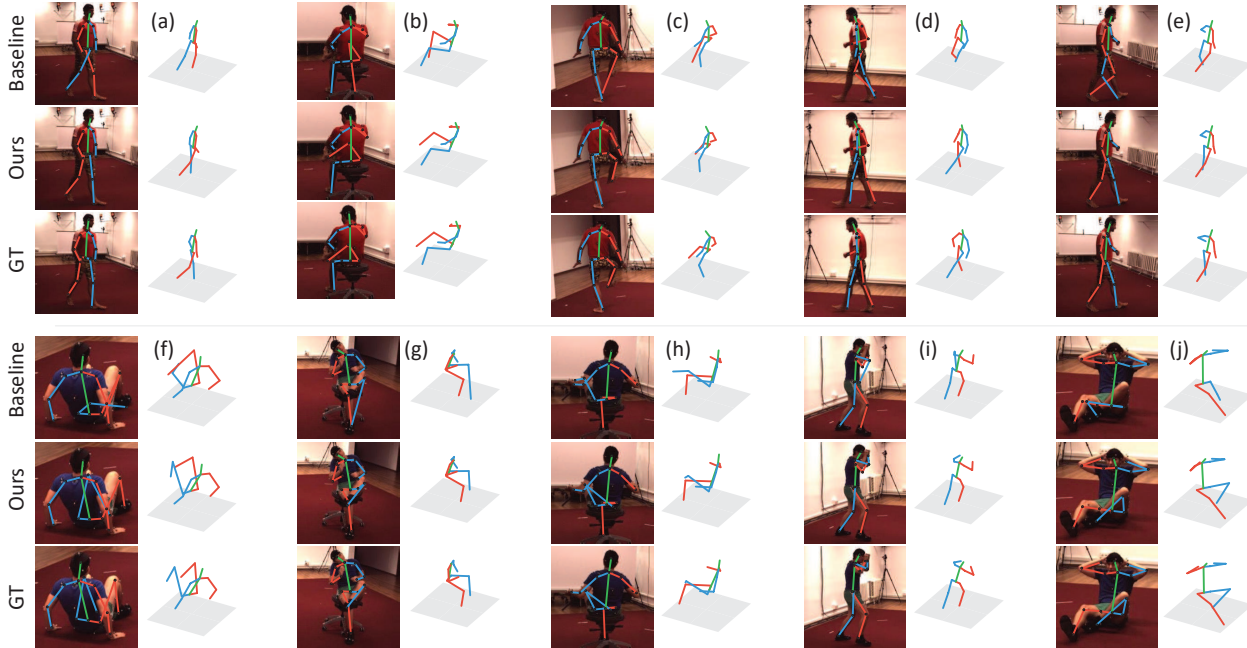 Baseline (a) (b) (c) (d) (e)
Ours
GT
Baseline (f) (g) (h) (i) (j)
Ours
GT